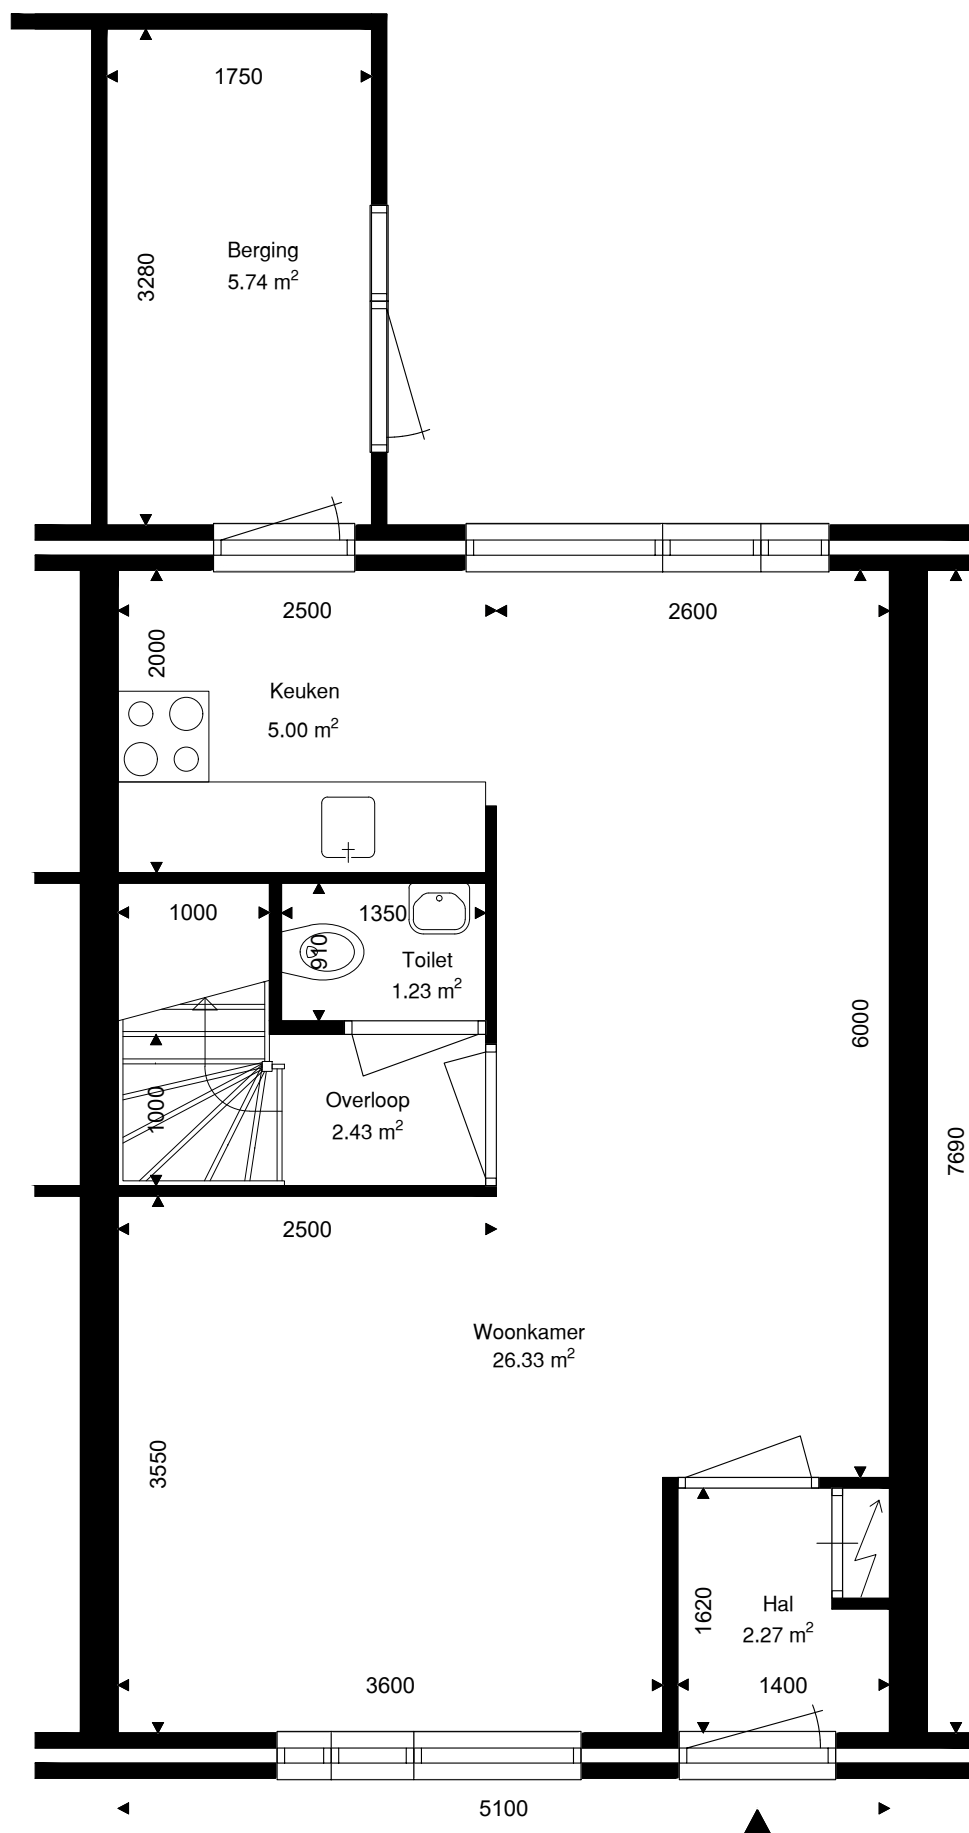 1750
Berging
5.74 m²
3280
2500
2600
2000
Keuken
5.00 m²
1000
1350
910
Toilet
1.23 m²
6000
1000
Overloop
2.43 m²
7690
2500
Woonkamer
26.33 m²
3550
1620
Hal
2.27 m²
3600
1400
5100